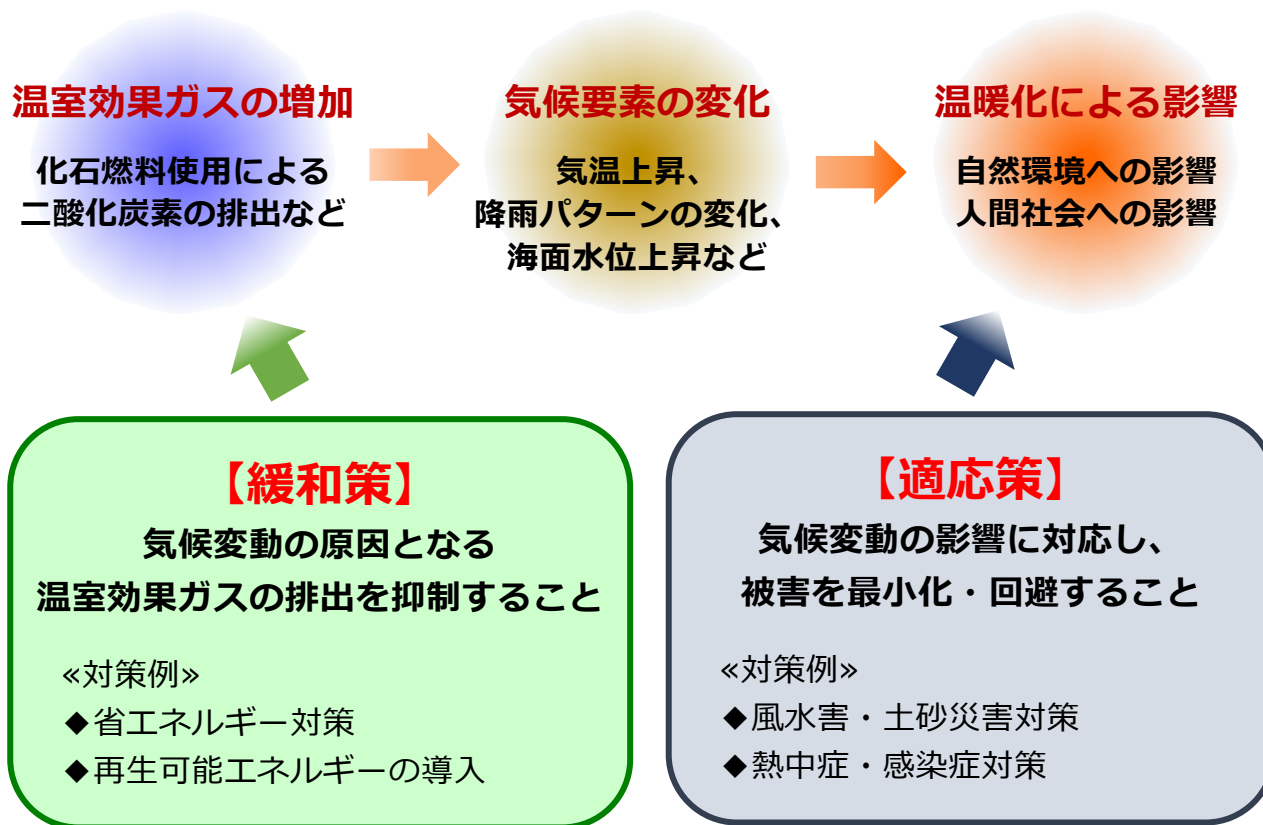 温室効果ガスの増加
化石燃料使用による
二酸化炭素の排出など
気候要素の変化
気温上昇、
降雨パターンの変化、
海面水位上昇など
温暖化による影響
自然環境への影響
人間社会への影響
【緩和策】
気候変動の原因となる
温室効果ガスの排出を抑制すること
«対策例»
◆省エネルギー対策
◆再生可能エネルギーの導入
【適応策】
気候変動の影響に対応し、
被害を最小化・回避すること
«対策例»
◆風水害・土砂災害対策
◆熱中症・感染症対策